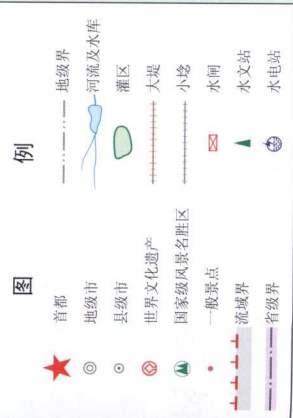 图 例
首都
地级市
县级市
世界文化遗产
国家级风景名胜区
一般景点
流域界
省级界
地级界
河流及水库
灌区
大堤
小埝
水闸
水文站
水电站